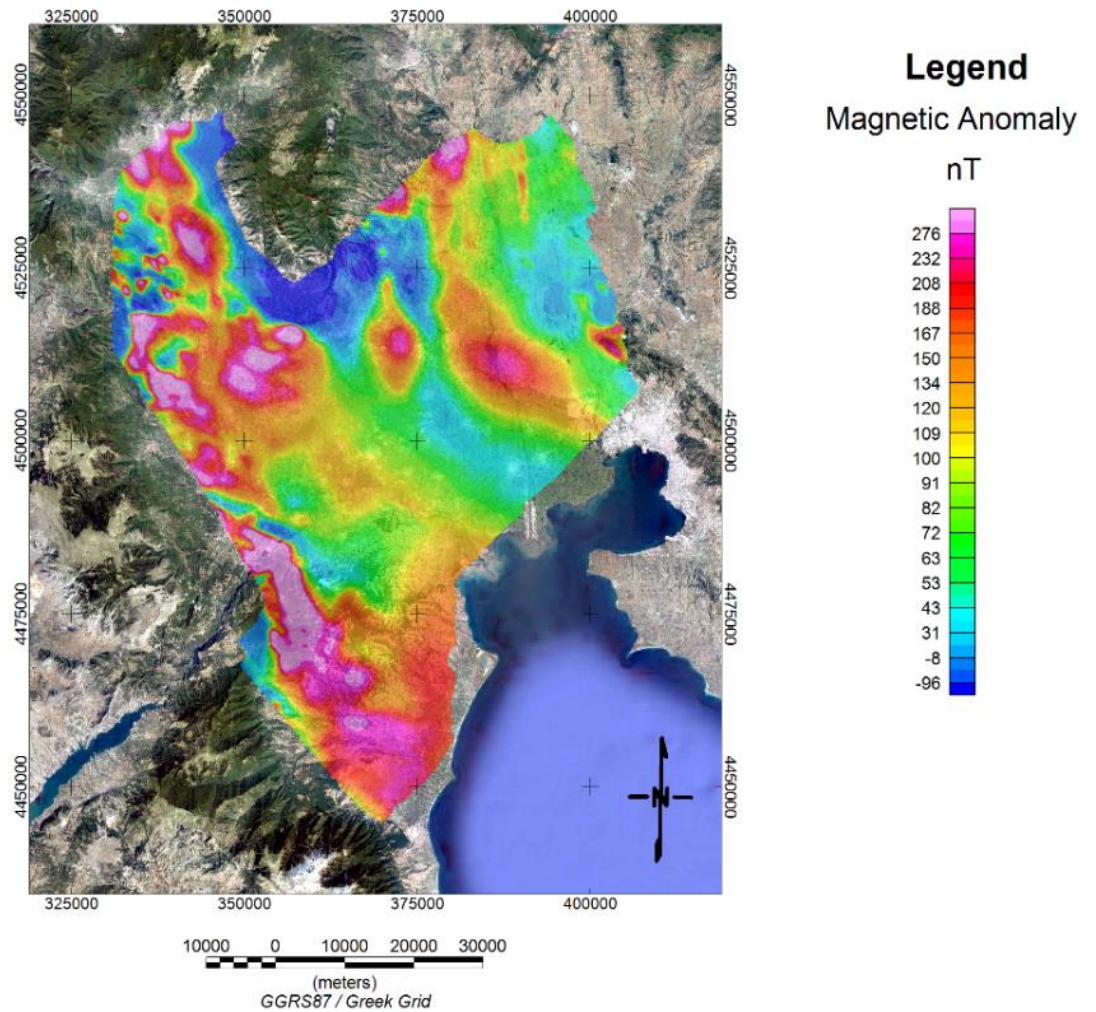 325000 350000 375000 400000
4550000 4550000
4525000 4525000
4500000 4500000
4475000 4475000
4450000 4450000
325000 350000 375000 400000
10000 0 10000 20000 30000
(meters)
GGRS87 / Greek Grid
Legend
Magnetic Anomaly
nT
276
232
208
188
167
150
134
120
109
100
91
82
72
63
53
43
31
-8
-96
N